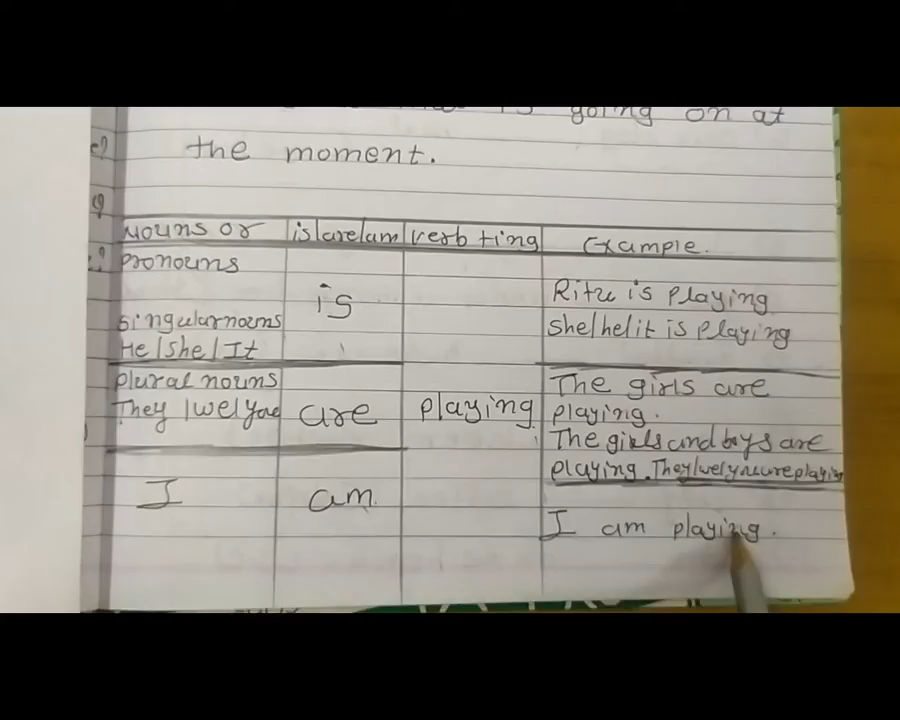 is going on at
the moment.
Nouns or is/are/am verb + ing Example.
pronouns
singular nouns is Ritu is playing
He/She/It She/he/it is playing
plural nouns The girls are
They/we/you are playing playing.
The girls and boys are
playing. They/we/you are playing
I am. I am playing.